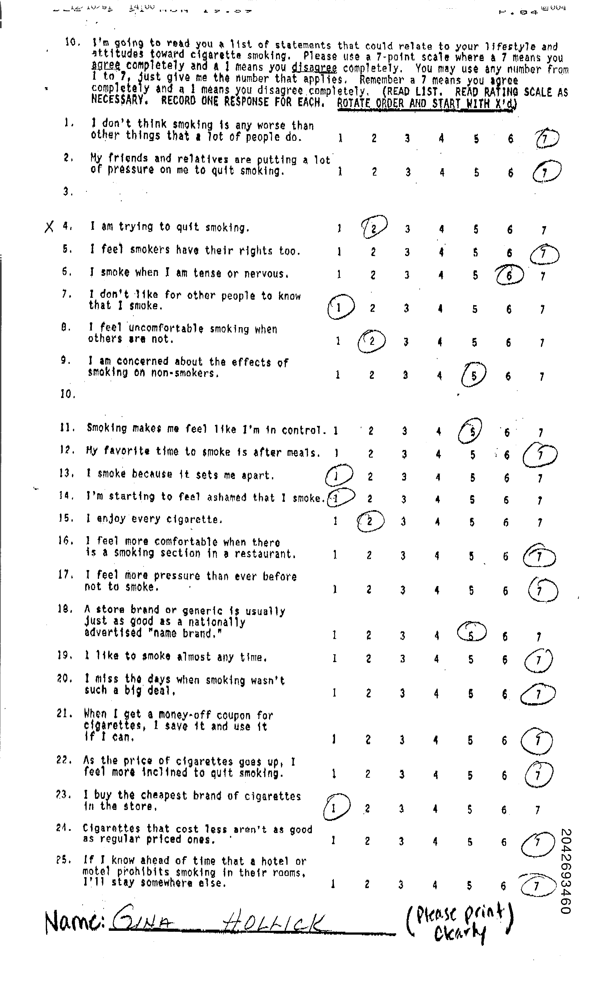 P.04 004
10. I'm going to read you a list of statements that could relate to your lifestyle and
attitudes toward cigarette smoking. Please use a 7-point scale where a 7 means you
agree completely and a 1 means you disagree completely. You may use any number from
1 to 7, just give me the number that applies. Remember a 7 means you agree
completely and a 1 means you disagree completely. (READ LIST. READ RATING SCALE AS
NECESSARY. RECORD ONE RESPONSE FOR EACH. ROTATE ORDER AND START WITH X'd)
1. I don't think smoking is any worse than
other things that a lot of people do. 1 2 3 4 5 6 7
2. My friends and relatives are putting a lot
of pressure on me to quit smoking. 1 2 3 4 5 6 7
3.
X 4. I am trying to quit smoking. 1 2 3 4 5 6 7
5. I feel smokers have their rights too. 1 2 3 4 5 6 7
6. I smoke when I am tense or nervous. 1 2 3 4 5 6 7
7. I don't like for other people to know
that I smoke. 1 2 3 4 5 6 7
8. I feel uncomfortable smoking when
others are not. 1 2 3 4 5 6 7
9. I am concerned about the effects of
smoking on non-smokers. 1 2 3 4 5 6 7
10.
11. Smoking makes me feel like I'm in control. 1 2 3 4 5 6 7
12. My favorite time to smoke is after meals. 1 2 3 4 5 6 7
13. I smoke because it sets me apart. 1 2 3 4 5 6 7
14. I'm starting to feel ashamed that I smoke. 1 2 3 4 5 6 7
15. I enjoy every cigarette. 1 2 3 4 5 6 7
16. I feel more comfortable when there
is a smoking section in a restaurant. 1 2 3 4 5 6 7
17. I feel more pressure than ever before
not to smoke. 1 2 3 4 5 6 7
18. A store brand or generic is usually
just as good as a nationally
advertised "name brand." 1 2 3 4 5 6 7
19. I like to smoke almost any time. 1 2 3 4 5 6 7
20. I miss the days when smoking wasn't
such a big deal. 1 2 3 4 5 6 7
21. When I get a money-off coupon for
cigarettes, I save it and use it
if I can. 1 2 3 4 5 6 7
22. As the price of cigarettes goes up, I
feel more inclined to quit smoking. 1 2 3 4 5 6 7
23. I buy the cheapest brand of cigarettes
in the store. 1 2 3 4 5 6 7
24. Cigarettes that cost less aren't as good
as regular priced ones. 1 2 3 4 5 6 7
25. If I know ahead of time that a hotel or
motel prohibits smoking in their rooms,
I'll stay somewhere else. 1 2 3 4 5 6 7
2042693460
Name: GINA HOLLICK (Please print)
Clearly